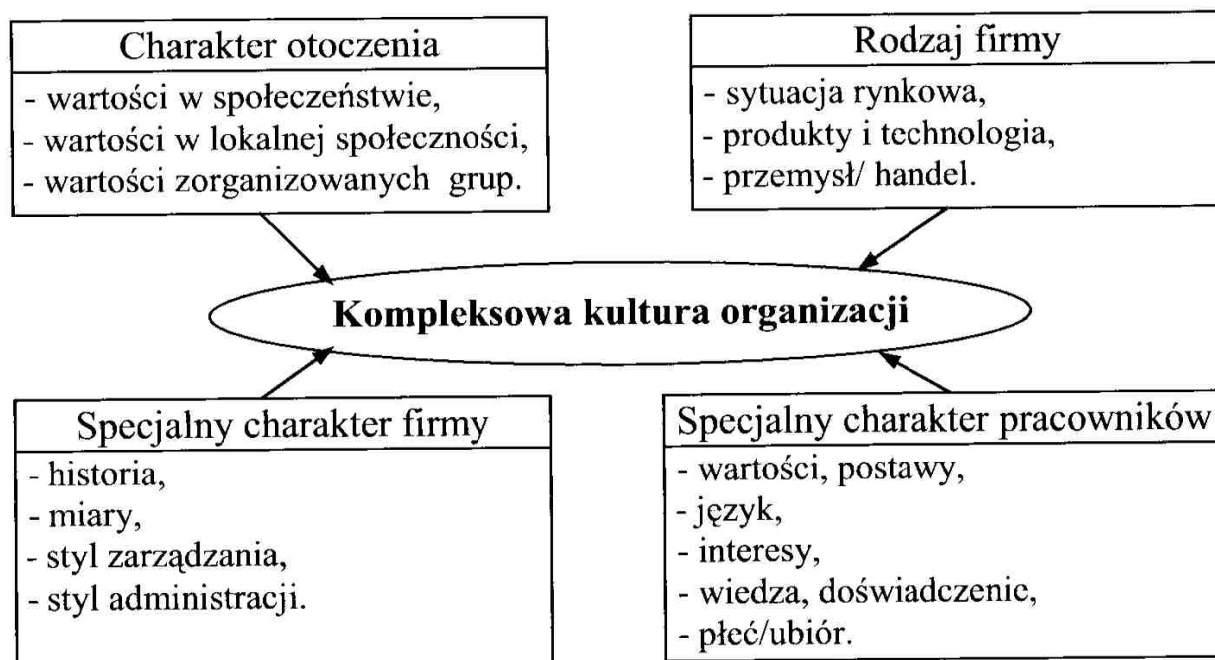 Charakter otoczenia
- wartości w społeczeństwie,
- wartości w lokalnej społeczności,
- wartości zorganizowanych grup.
Rodzaj firmy
- sytuacja rynkowa,
- produkty i technologia,
- przemysł/ handel.
Kompleksowa kultura organizacji
Specjalny charakter firmy
- historia,
- miary,
- styl zarządzania,
- styl administracji.
Specjalny charakter pracowników
- wartości, postawy,
- język,
- interesy,
- wiedza, doświadczenie,
- płeć/ubiór.